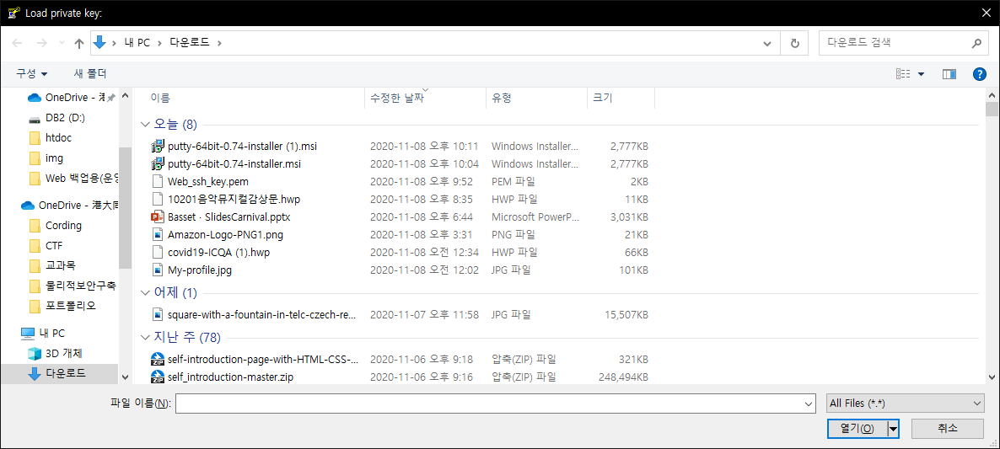 Load private key:
내 PC 다운로드
다운로드 검색
구성 새 폴더
OneDrive - 港
DB2 (D:)
htdoc
img
Web 백업용(운영
OneDrive - 港大同
Cording
CTF
교과목
물리적보안구축
포트폴리오
내 PC
3D 개체
다운로드
이름 수정한 날짜 유형 크기
오늘 (8)
putty-64bit-0.74-installer (1).msi 2020-11-08 오후 10:11 Windows Installer... 2,777KB
putty-64bit-0.74-installer.msi 2020-11-08 오후 10:04 Windows Installer... 2,777KB
Web_ssh_key.pem 2020-11-08 오후 9:52 PEM 파일 2KB
10201음악뮤지컬감상문.hwp 2020-11-08 오후 8:35 HWP 파일 11KB
Basset · SlidesCarnival.pptx 2020-11-08 오후 6:44 Microsoft PowerP... 3,031KB
Amazon-Logo-PNG1.png 2020-11-08 오후 3:31 PNG 파일 21KB
covid19-ICQA (1).hwp 2020-11-08 오전 12:34 HWP 파일 66KB
My-profile.jpg 2020-11-08 오전 12:02 JPG 파일 101KB
어제 (1)
square-with-a-fountain-in-telc-czech-re... 2020-11-07 오후 11:58 JPG 파일 15,507KB
지난 주 (78)
self-introduction-page-with-HTML-CSS-... 2020-11-06 오후 9:18 압축(ZIP) 파일 321KB
self_introduction-master.zip 2020-11-06 오후 9:16 압축(ZIP) 파일 248,494KB
파일 이름(N):
All Files (*.*)
열기(O) 취소